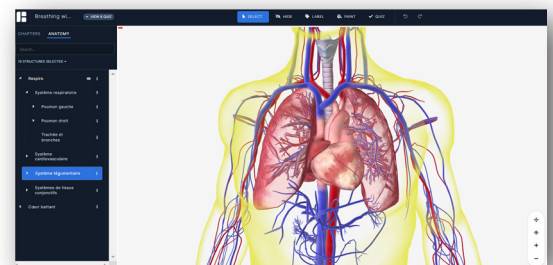 Breathing wi...
+ VIEW & QUIZ
SELECT
HIDE
LABEL
PAINT
QUIZ
CHAPTERS
ANATOMY
Search...
19 STRUCTURES SELECTED
Respire
Système respiratoire
Poumon gauche
Poumon droit
Trachée et
bronches
Système
cardiovasculaire
Système tégumentaire
Systèmes de tissus
conjonctifs
Cœur battant